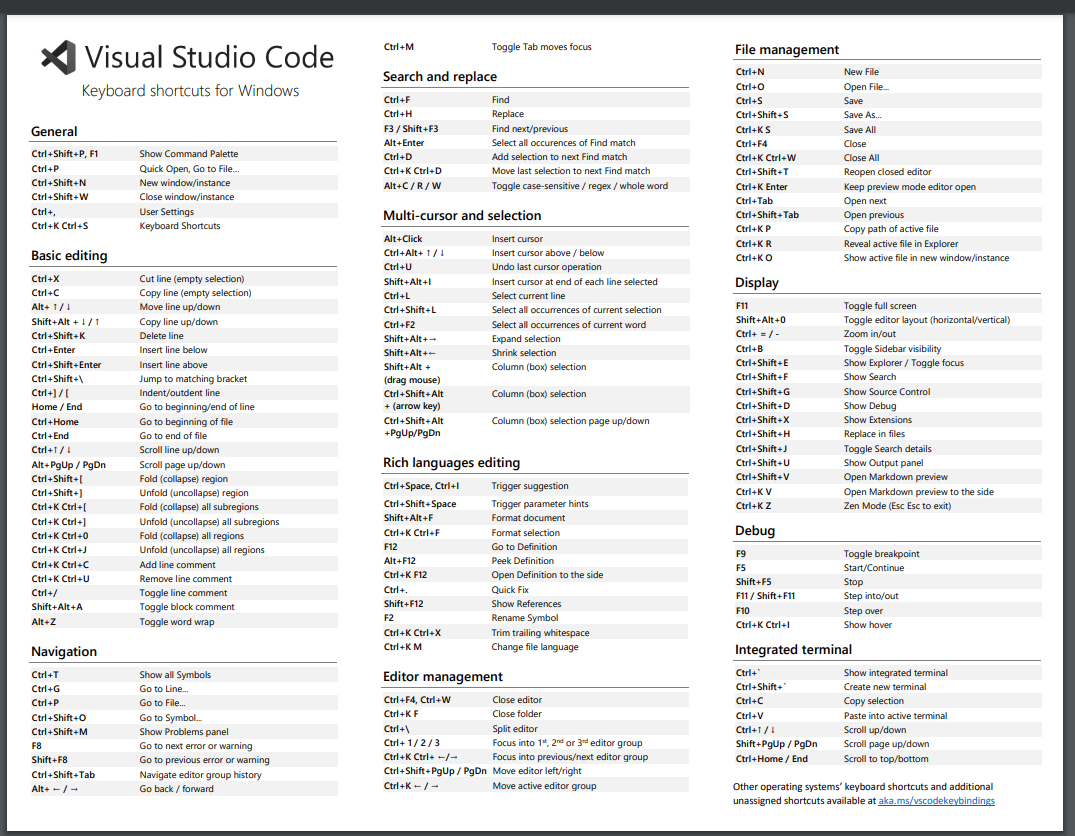 Visual Studio Code
Keyboard shortcuts for Windows
General
Ctrl+Shift+P, F1 Show Command Palette
Ctrl+P Quick Open, Go to File…
Ctrl+Shift+N New window/instance
Ctrl+Shift+W Close window/instance
Ctrl+, User Settings
Ctrl+K Ctrl+S Keyboard Shortcuts
Basic editing
Ctrl+X Cut line (empty selection)
Ctrl+C Copy line (empty selection)
Alt+ ↑ / ↓ Move line up/down
Shift+Alt + ↓ / ↑ Copy line up/down
Ctrl+Shift+K Delete line
Ctrl+Enter Insert line below
Ctrl+Shift+Enter Insert line above
Ctrl+Shift+\ Jump to matching bracket
Ctrl+] / [ Indent/outdent line
Home / End Go to beginning/end of line
Ctrl+Home Go to beginning of file
Ctrl+End Go to end of file
Ctrl+↑ / ↓ Scroll line up/down
Alt+PgUp / PgDn Scroll page up/down
Ctrl+Shift+[ Fold (collapse) region
Ctrl+Shift+] Unfold (uncollapse) region
Ctrl+K Ctrl+[ Fold (collapse) all subregions
Ctrl+K Ctrl+] Unfold (uncollapse) all subregions
Ctrl+K Ctrl+0 Fold (collapse) all regions
Ctrl+K Ctrl+J Unfold (uncollapse) all regions
Ctrl+K Ctrl+C Add line comment
Ctrl+K Ctrl+U Remove line comment
Ctrl+/ Toggle line comment
Shift+Alt+A Toggle block comment
Alt+Z Toggle word wrap
Navigation
Ctrl+T Show all Symbols
Ctrl+G Go to Line...
Ctrl+P Go to File...
Ctrl+Shift+O Go to Symbol...
Ctrl+Shift+M Show Problems panel
F8 Go to next error or warning
Shift+F8 Go to previous error or warning
Ctrl+Shift+Tab Navigate editor group history
Alt+ ← / → Go back / forward
Ctrl+M Toggle Tab moves focus
Search and replace
Ctrl+F Find
Ctrl+H Replace
F3 / Shift+F3 Find next/previous
Alt+Enter Select all occurences of Find match
Ctrl+D Add selection to next Find match
Ctrl+K Ctrl+D Move last selection to next Find match
Alt+C / R / W Toggle case-sensitive / regex / whole word
Multi-cursor and selection
Alt+Click Insert cursor
Ctrl+Alt+ ↑ / ↓ Insert cursor above / below
Ctrl+U Undo last cursor operation
Shift+Alt+I Insert cursor at end of each line selected
Ctrl+L Select current line
Ctrl+Shift+L Select all occurrences of current selection
Ctrl+F2 Select all occurrences of current word
Shift+Alt+→ Expand selection
Shift+Alt+← Shrink selection
Shift+Alt + Column (box) selection
(drag mouse)
Ctrl+Shift+Alt Column (box) selection
+ (arrow key)
Ctrl+Shift+Alt Column (box) selection page up/down
+PgUp/PgDn
Rich languages editing
Ctrl+Space, Ctrl+I Trigger suggestion
Ctrl+Shift+Space Trigger parameter hints
Shift+Alt+F Format document
Ctrl+K Ctrl+F Format selection
F12 Go to Definition
Alt+F12 Peek Definition
Ctrl+K F12 Open Definition to the side
Ctrl+. Quick Fix
Shift+F12 Show References
F2 Rename Symbol
Ctrl+K Ctrl+X Trim trailing whitespace
Ctrl+K M Change file language
Editor management
Ctrl+F4, Ctrl+W Close editor
Ctrl+K F Close folder
Ctrl+\ Split editor
Ctrl+ 1 / 2 / 3 Focus into 1st, 2nd or 3rd editor group
Ctrl+K Ctrl+ ←/→ Focus into previous/next editor group
Ctrl+Shift+PgUp / PgDn Move editor left/right
Ctrl+K ← / → Move active editor group
File management
Ctrl+N New File
Ctrl+O Open File...
Ctrl+S Save
Ctrl+Shift+S Save As...
Ctrl+K S Save All
Ctrl+F4 Close
Ctrl+K Ctrl+W Close All
Ctrl+Shift+T Reopen closed editor
Ctrl+K Enter Keep preview mode editor open
Ctrl+Tab Open next
Ctrl+Shift+Tab Open previous
Ctrl+K P Copy path of active file
Ctrl+K R Reveal active file in Explorer
Ctrl+K O Show active file in new window/instance
Display
F11 Toggle full screen
Shift+Alt+0 Toggle editor layout (horizontal/vertical)
Ctrl+ = / - Zoom in/out
Ctrl+B Toggle Sidebar visibility
Ctrl+Shift+E Show Explorer / Toggle focus
Ctrl+Shift+F Show Search
Ctrl+Shift+G Show Source Control
Ctrl+Shift+D Show Debug
Ctrl+Shift+X Show Extensions
Ctrl+Shift+H Replace in files
Ctrl+Shift+J Toggle Search details
Ctrl+Shift+U Show Output panel
Ctrl+Shift+V Open Markdown preview
Ctrl+K V Open Markdown preview to the side
Ctrl+K Z Zen Mode (Esc Esc to exit)
Debug
F9 Toggle breakpoint
F5 Start/Continue
Shift+F5 Stop
F11 / Shift+F11 Step into/out
F10 Step over
Ctrl+K Ctrl+I Show hover
Integrated terminal
Ctrl+` Show integrated terminal
Ctrl+Shift+` Create new terminal
Ctrl+C Copy selection
Ctrl+V Paste into active terminal
Ctrl+↑ / ↓ Scroll up/down
Shift+PgUp / PgDn Scroll page up/down
Ctrl+Home / End Scroll to top/bottom
Other operating systems' keyboard shortcuts and additional
unassigned shortcuts available at aka.ms/vscodekeybindings